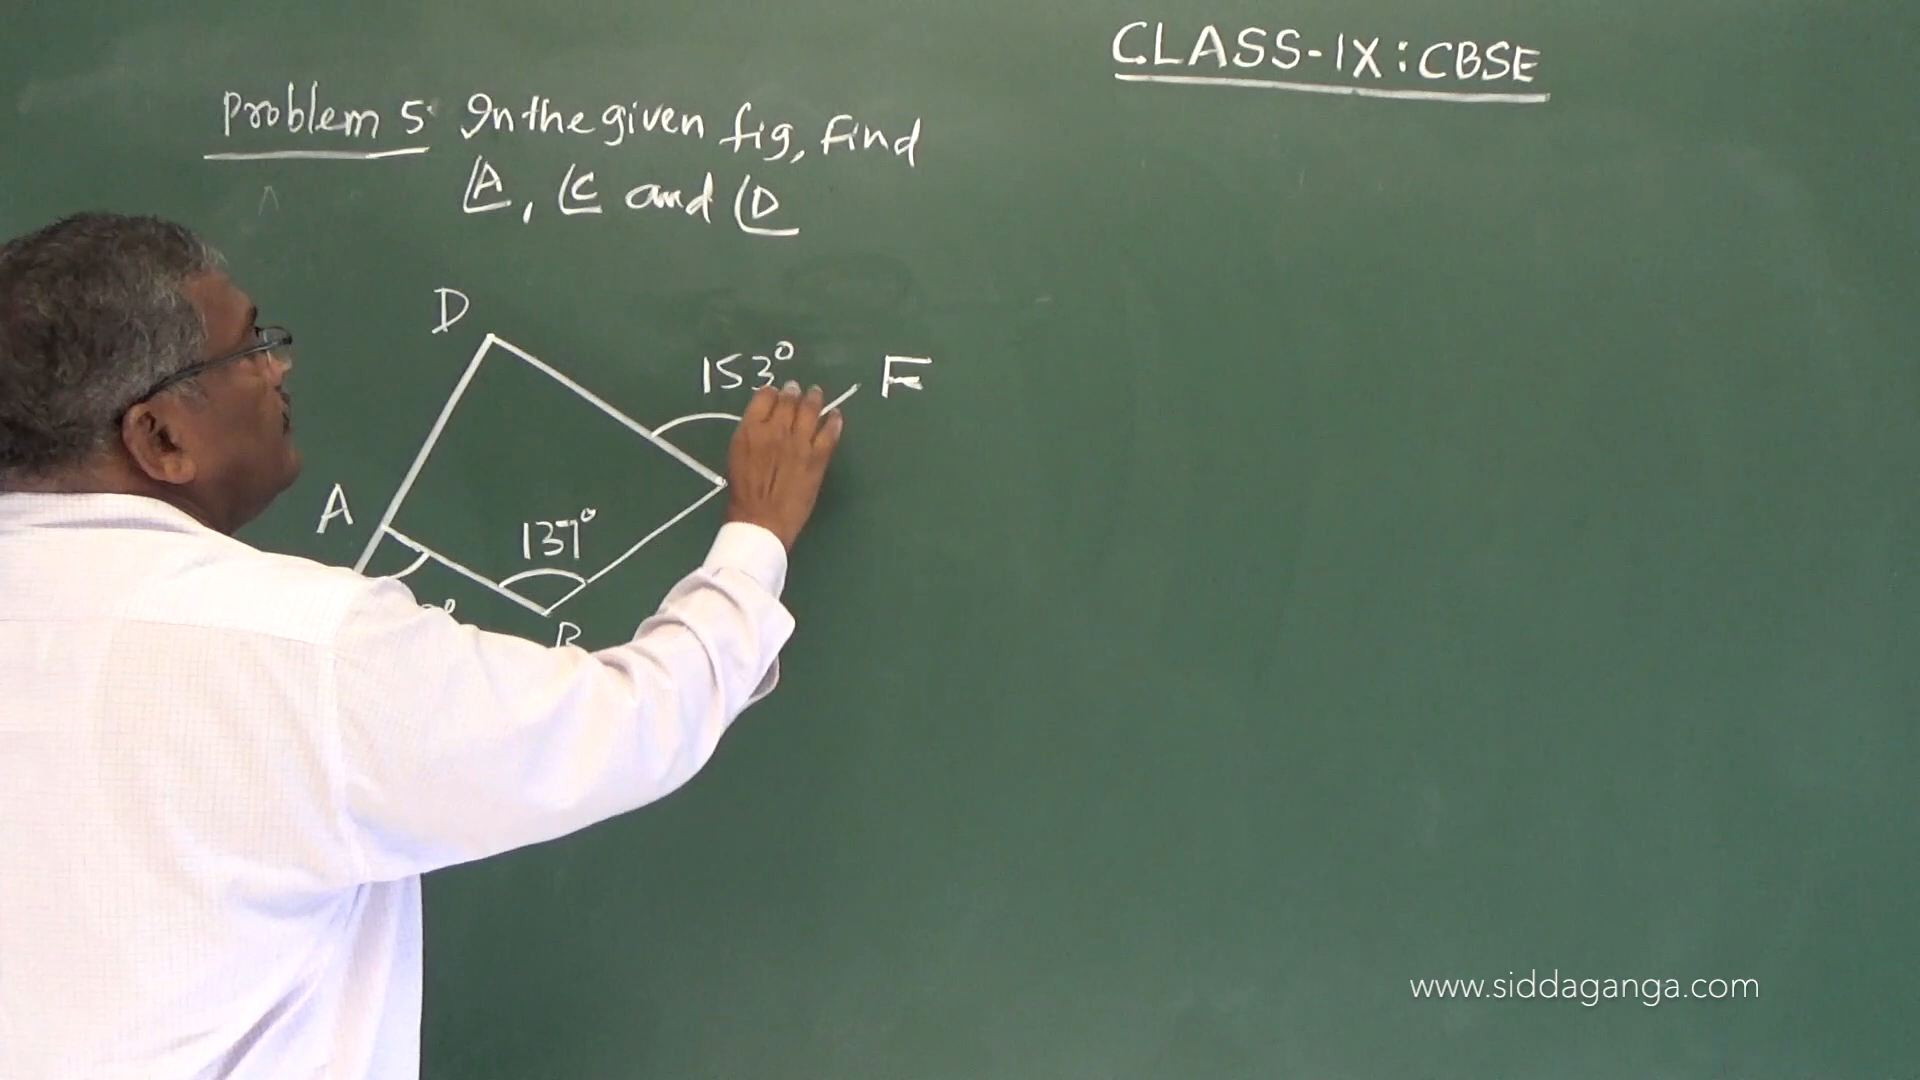 CLASS-IX: CBSE
Problem 5. In the given fig, find
∠A, ∠C and ∠D
D
153° F
A
137°
B
www.siddaganga.com